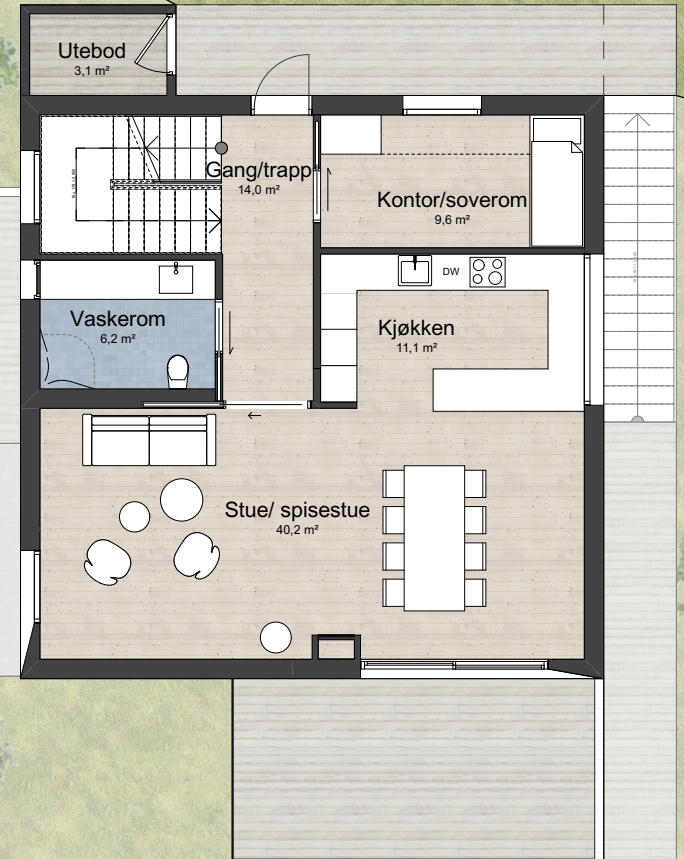 Utebod
3,1 m²
Gang/trapp
14,0 m²
Kontor/soverom
9,6 m²
DW
Vaskerom
6,2 m²
Kjøkken
11,1 m²
Stue/ spisestue
40,2 m²